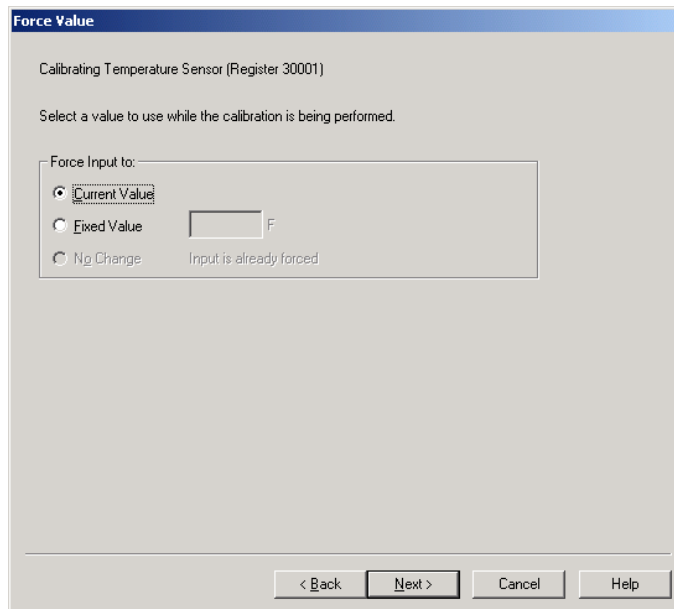 Force Value
Calibrating Temperature Sensor (Register 30001)
Select a value to use while the calibration is being performed.
Force Input to:
Current Value
Fixed Value F
No Change Input is already forced
< Back Next > Cancel Help